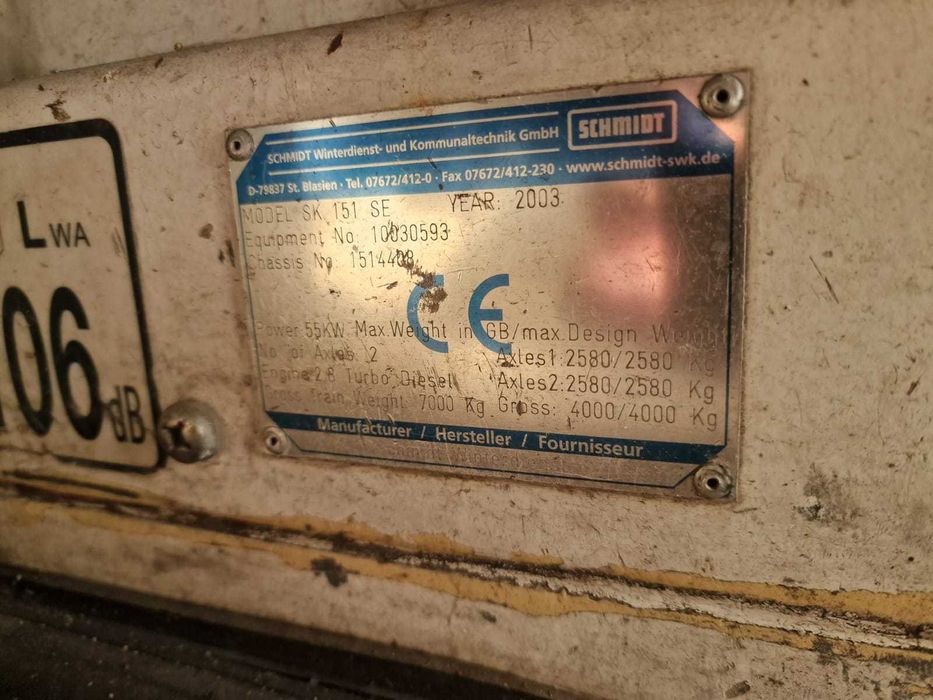 LWA
06
dB
SCHMIDT Winterdienst- und Kommunaltechnik GmbH
SCHMIDT
D-79837 St. Blasien · Tel. 07672/412-0 · Fax 07672/412-230 · www.schmidt-swk.de
MODEL SK 151 SE YEAR: 2003
Equipment No. 10030593
Chassis No.
CE
Power 55KW Max.Weight in GB/max.Design Weight
No of Axles 2 Axles1:2580/2580 Kg
Engine 2.8 Turbo Diesel Axles2:2580/2580 Kg
Gross Train Weight 7000 Kg Gross: 4000/4000 Kg
Manufacturer / Hersteller / Fournisseur